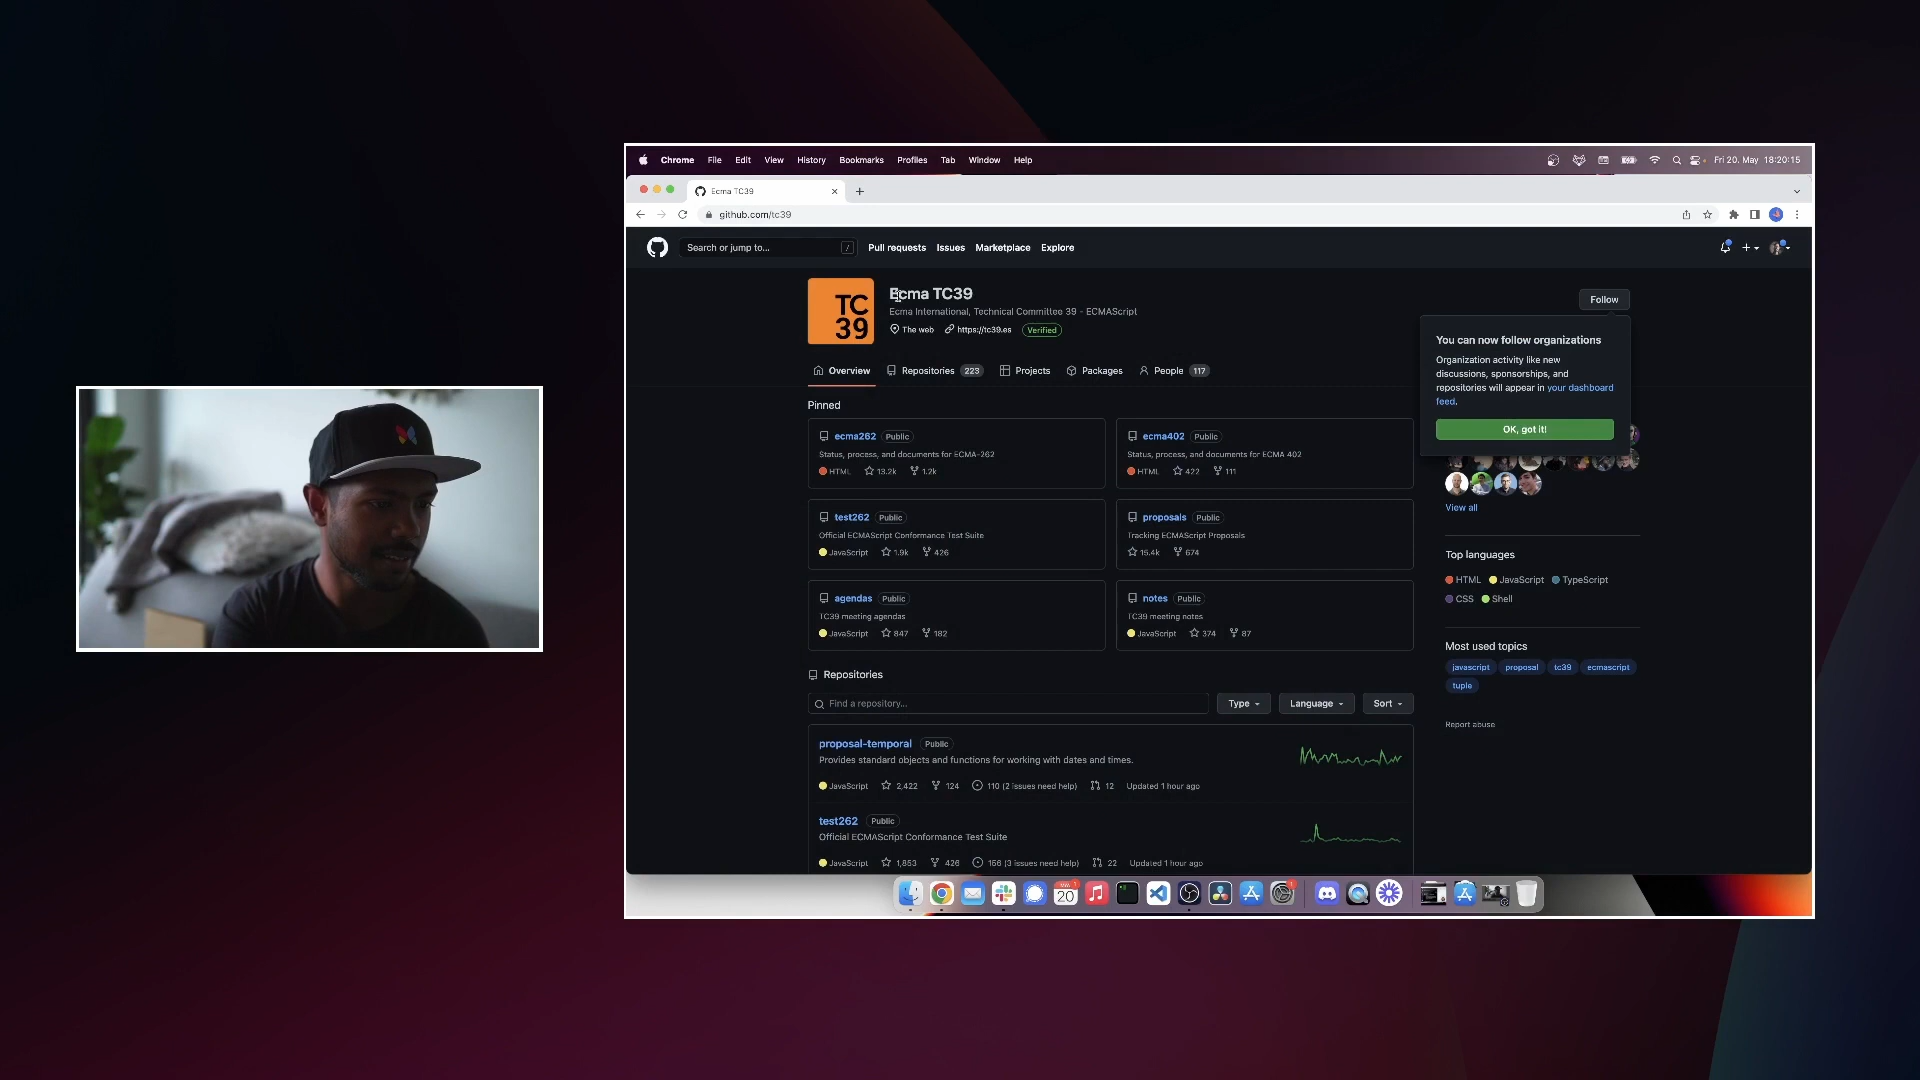 Chrome File Edit View History Bookmarks Profiles Tab Window Help
Fri 20. May 18:20:15
Ecma TC39
github.com/tc39
Search or jump to... /
Pull requests Issues Marketplace Explore
TC
39
Ecma TC39
Ecma International, Technical Committee 39 - ECMAScript
The web https://tc39.es Verified
Follow
You can now follow organizations
Organization activity like new
discussions, sponsorships, and
repositories will appear in your dashboard
feed.
OK, got it!
Overview Repositories 223 Projects Packages People 117
Pinned
ecma262 Public
Status, process, and documents for ECMA-262
HTML 13.2k 1.2k
ecma402 Public
Status, process, and documents for ECMA 402
HTML 422 111
test262 Public
Official ECMAScript Conformance Test Suite
JavaScript 1.9k 426
proposals Public
Tracking ECMAScript Proposals
15.4k 674
agendas Public
TC39 meeting agendas
JavaScript 847 182
notes Public
TC39 meeting notes
JavaScript 374 87
View all
Top languages
HTML JavaScript TypeScript
CSS Shell
Most used topics
javascript proposal tc39 ecmascript
tuple
Report abuse
Repositories
Find a repository...
Type Language Sort
proposal-temporal Public
Provides standard objects and functions for working with dates and times.
JavaScript 2,422 124 110 (2 issues need help) 12 Updated 1 hour ago
test262 Public
Official ECMAScript Conformance Test Suite
JavaScript 1,853 426 166 (3 issues need help) 22 Updated 1 hour ago
20